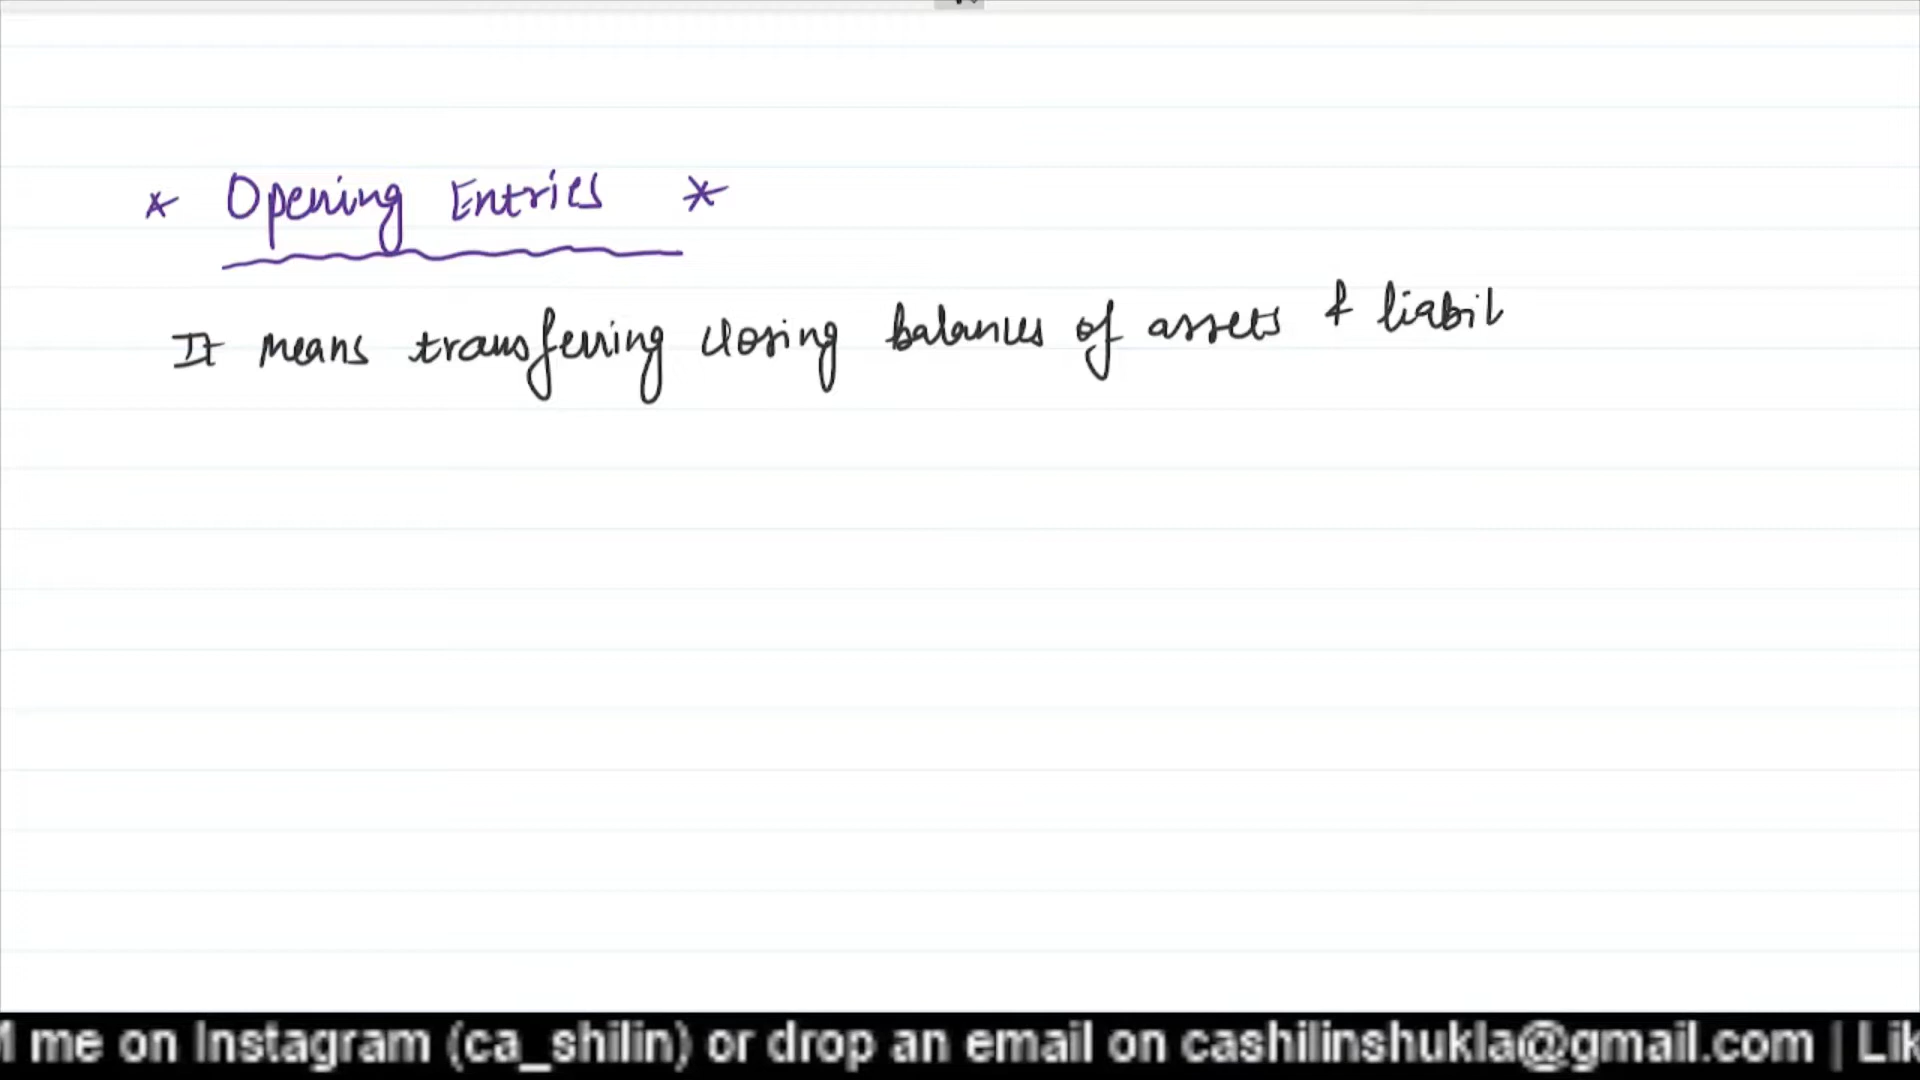 * Opening Entries *
It means transferring closing balances of assets & liabil
me on Instagram (ca_shilin) or drop an email on cashilinshukla@gmail.com | Lik